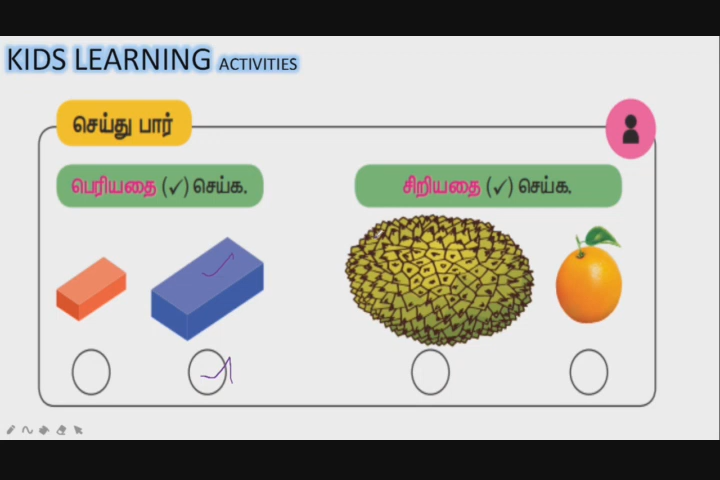 KIDS LEARNING ACTIVITIES
செய்து பார்
பெரியதை (✓) செய்க.
சிறியதை (✓) செய்க.